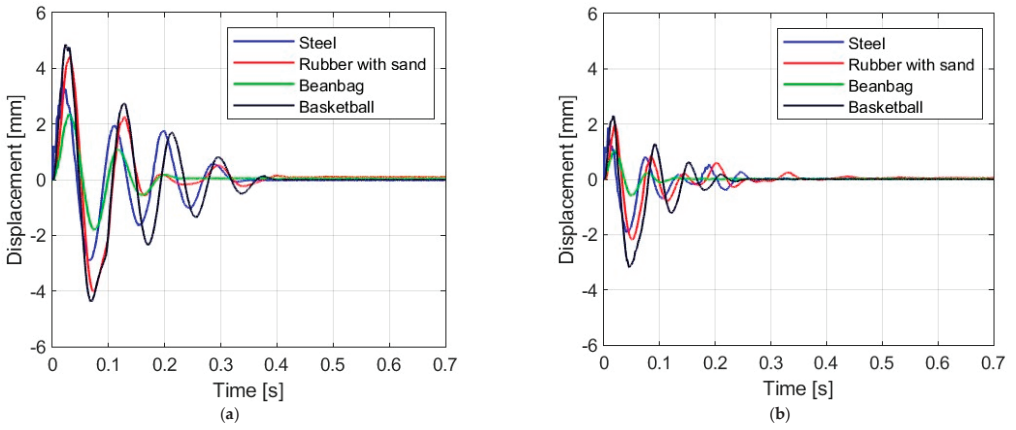 6
4
2
0
-2
-4
-6
Displacement [mm]
0 0.1 0.2 0.3 0.4 0.5 0.6 0.7
Time [s]
Steel
Rubber with sand
Beanbag
Basketball
(a)
6
4
2
0
-2
-4
-6
Displacement [mm]
0 0.1 0.2 0.3 0.4 0.5 0.6 0.7
Time [s]
Steel
Rubber with sand
Beanbag
Basketball
(b)